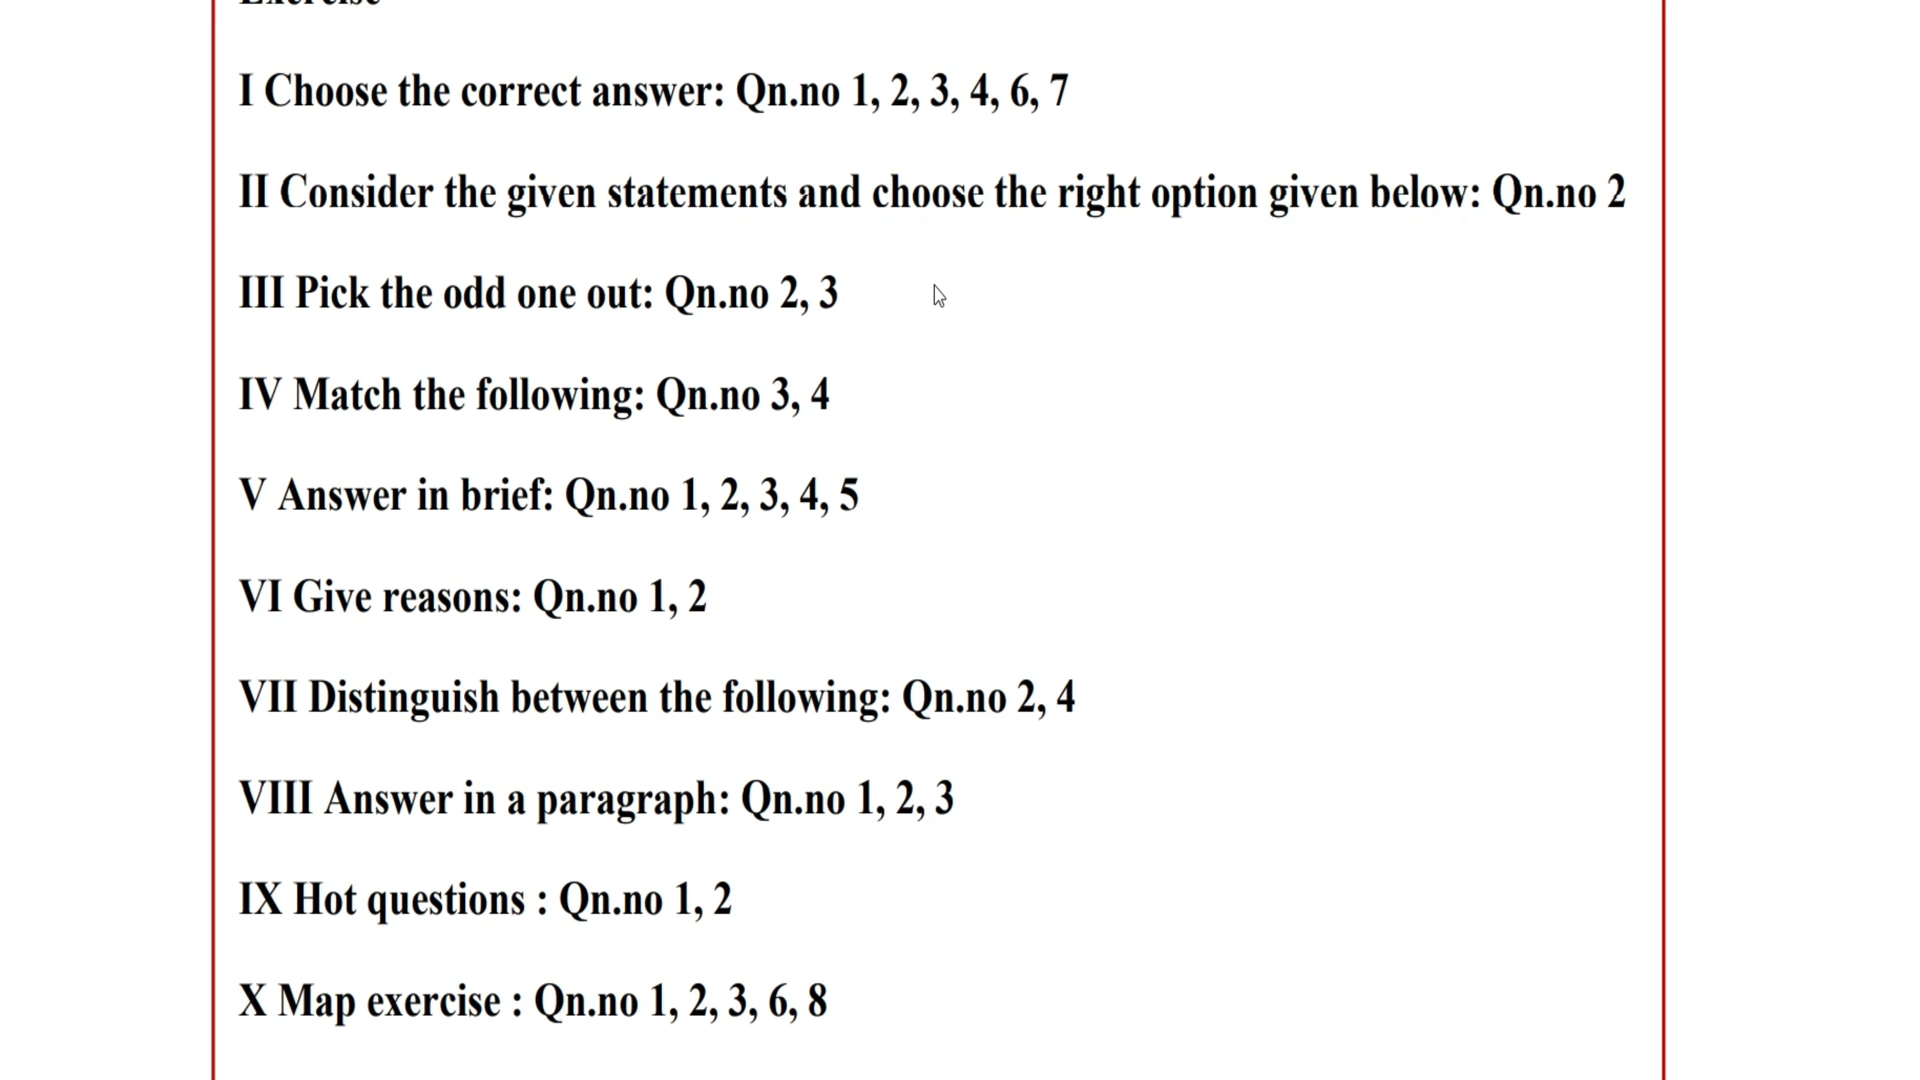 Exercise
I Choose the correct answer: Qn.no 1, 2, 3, 4, 6, 7
II Consider the given statements and choose the right option given below: Qn.no 2
III Pick the odd one out: Qn.no 2, 3
IV Match the following: Qn.no 3, 4
V Answer in brief: Qn.no 1, 2, 3, 4, 5
VI Give reasons: Qn.no 1, 2
VII Distinguish between the following: Qn.no 2, 4
VIII Answer in a paragraph: Qn.no 1, 2, 3
IX Hot questions : Qn.no 1, 2
X Map exercise : Qn.no 1, 2, 3, 6, 8